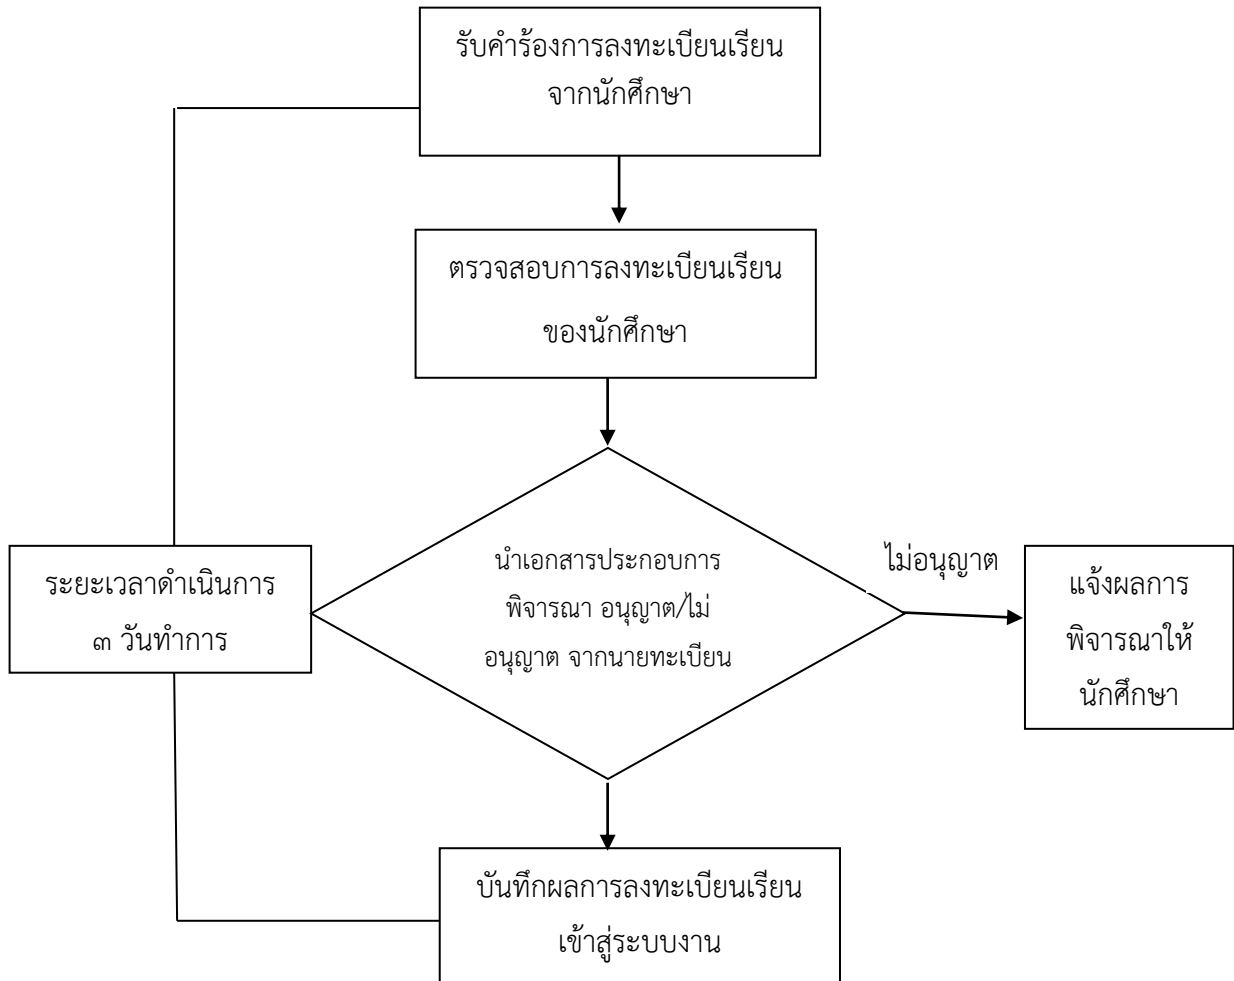 รับคำร้องการลงทะเบียนเรียน
จากนักศึกษา
ตรวจสอบการลงทะเบียนเรียน
ของนักศึกษา
นำเอกสารประกอบการ
พิจารณา อนุญาต/ไม่
อนุญาต จากนายทะเบียน
ไม่อนุญาต
แจ้งผลการ
พิจารณาให้
นักศึกษา
ระยะเวลาดำเนินการ
๓ วันทำการ
บันทึกผลการลงทะเบียนเรียน
เข้าสู่ระบบงาน